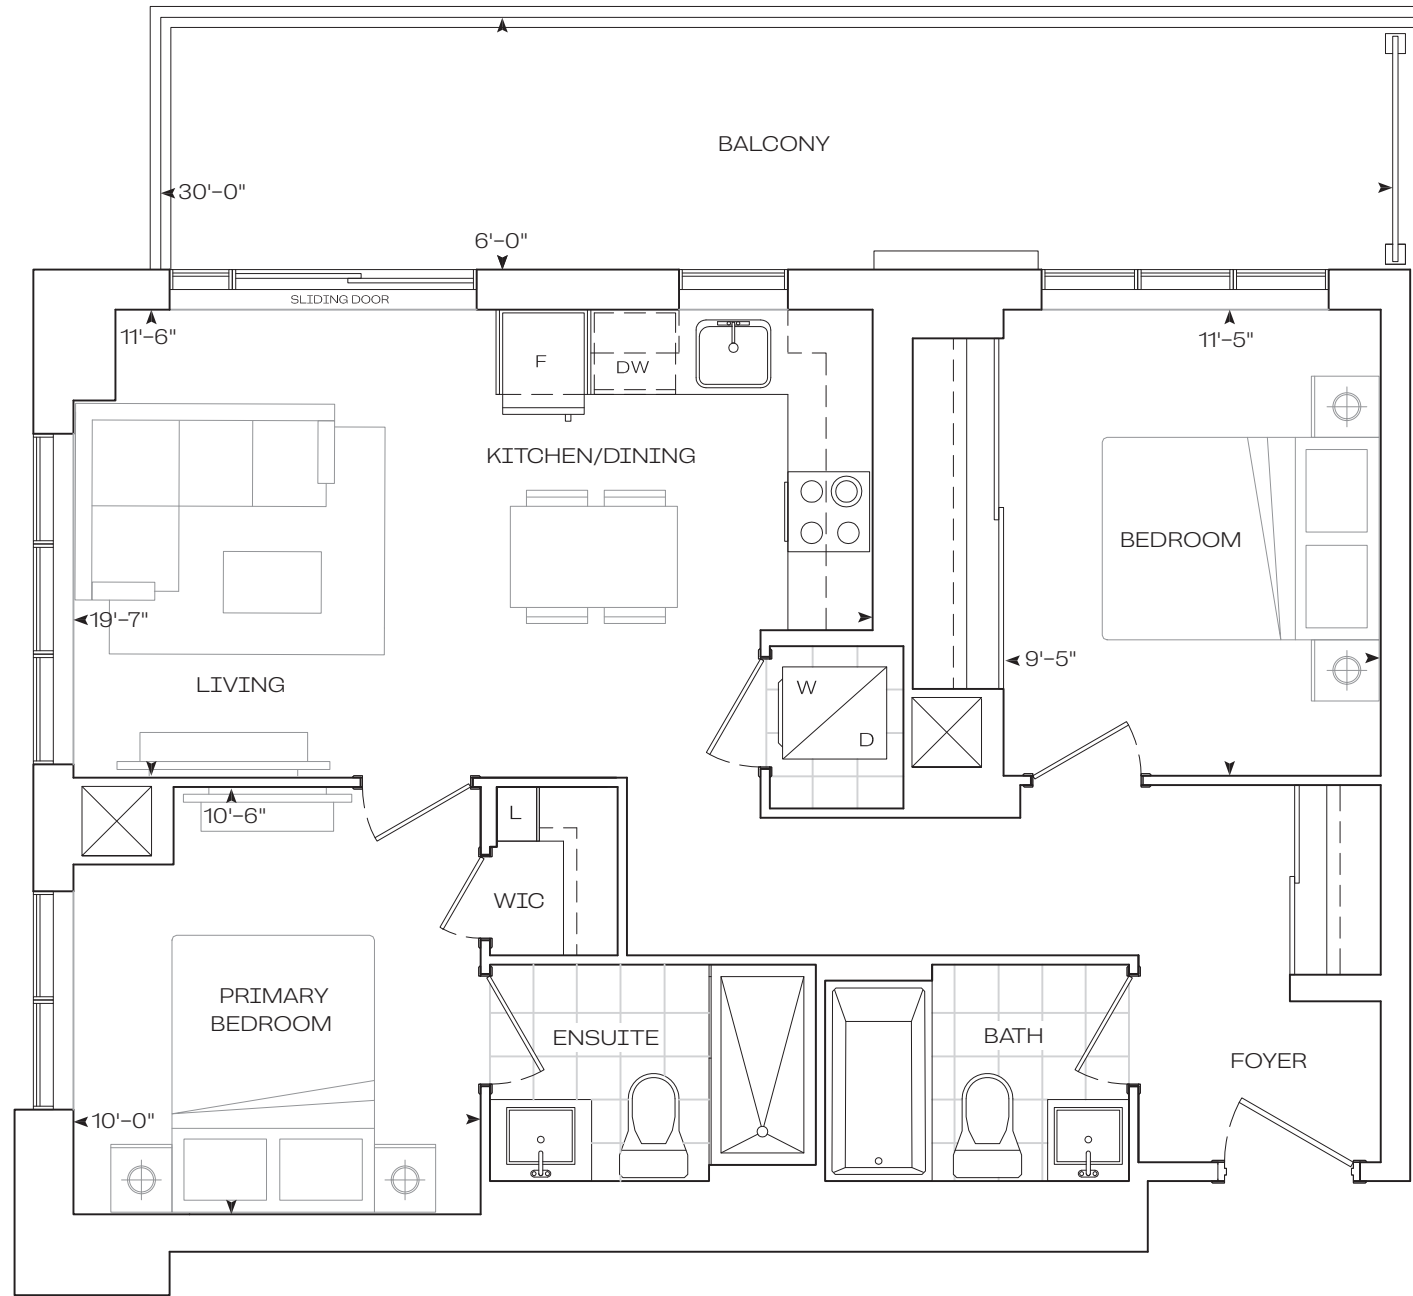 BALCONY
30'-0"
6'-0"
SLIDING DOOR
11'-6"
11'-5"
F
DW
KITCHEN/DINING
BEDROOM
19'-7"
9'-5"
LIVING
W
D
10'-6"
L
WIC
PRIMARY
BEDROOM
ENSUITE
BATH
FOYER
10'-0"